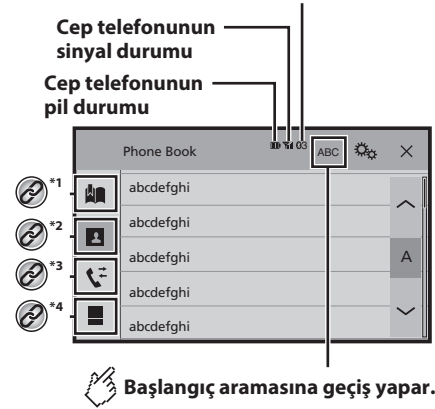 Cep telefonunun
sinyal durumu
Cep telefonunun
pil durumu
Phone Book
03
ABC
*1
abcdefghi
*2
abcdefghi
*3
abcdefghi
A
*4
abcdefghi
abcdefghi
Başlangıç aramasına geçiş yapar.